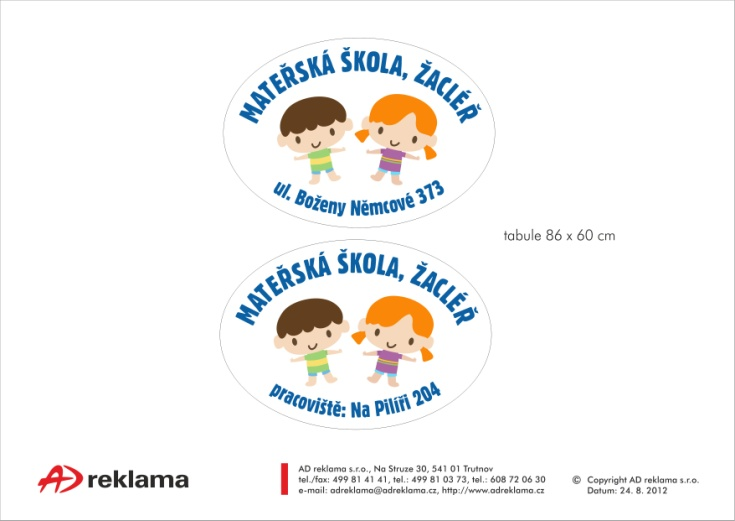 MATEŘSKÁ ŠKOLA, ŽACLÉŘ
ul. Boženy Němcové 373
tabule 86 x 60 cm
MATEŘSKÁ ŠKOLA, ŽACLÉŘ
pracoviště: Na Pilíři 204
AD reklama
AD reklama s.r.o., Na Struze 30, 541 01 Trutnov
tel./fax: 499 81 41 41, tel.: 499 81 03 73, tel.: 608 72 06 30
e-mail: adreklama@adreklama.cz, http://www.adreklama.cz
© Copyright AD reklama s.r.o.
Datum: 24. 8. 2012